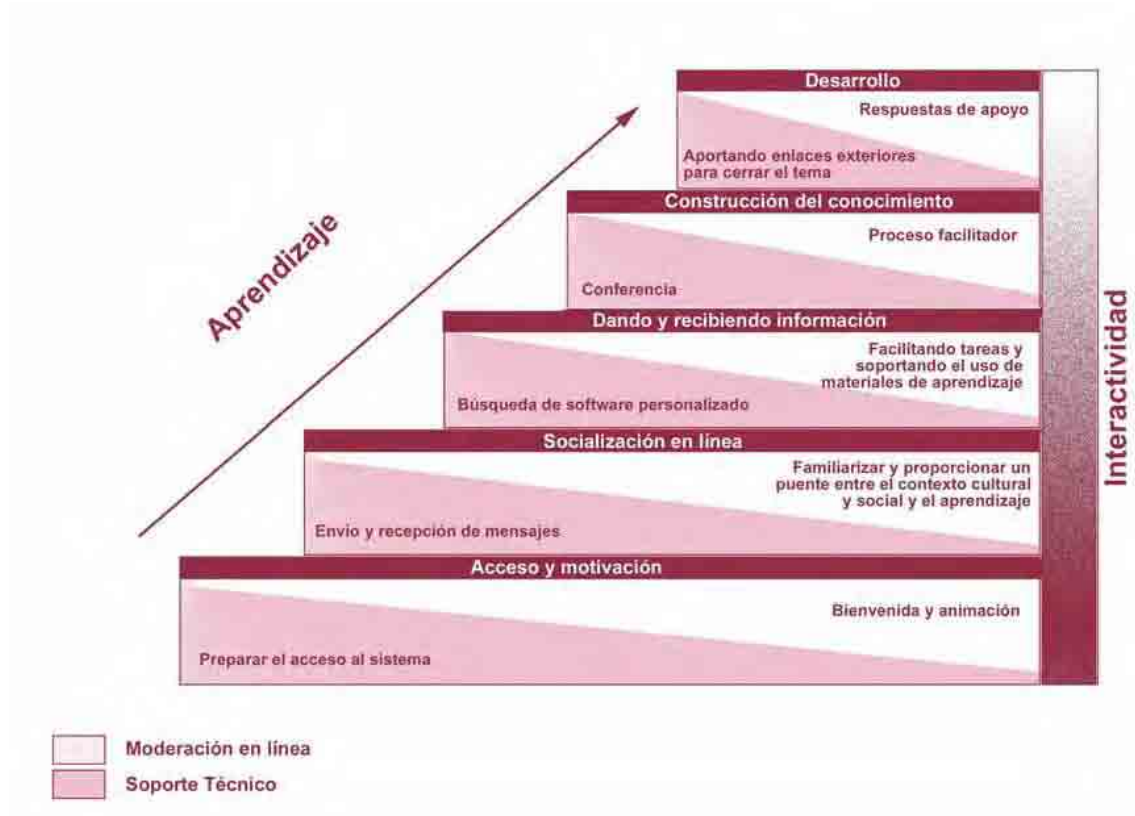 Desarrollo
Respuestas de apoyo
Aportando enlaces exteriores
para cerrar el tema
Construcción del conocimiento
Proceso facilitador
Conferencia
Dando y recibiendo información
Facilitando tareas y
soportando el uso de
materiales de aprendizaje
Búsqueda de software personalizado
Socialización en línea
Familiarizar y proporcionar un
puente entre el contexto cultural
y social y el aprendizaje
Envío y recepción de mensajes
Acceso y motivación
Bienvenida y animación
Preparar el acceso al sistema
Aprendizaje
Interactividad
Moderación en línea
Soporte Técnico